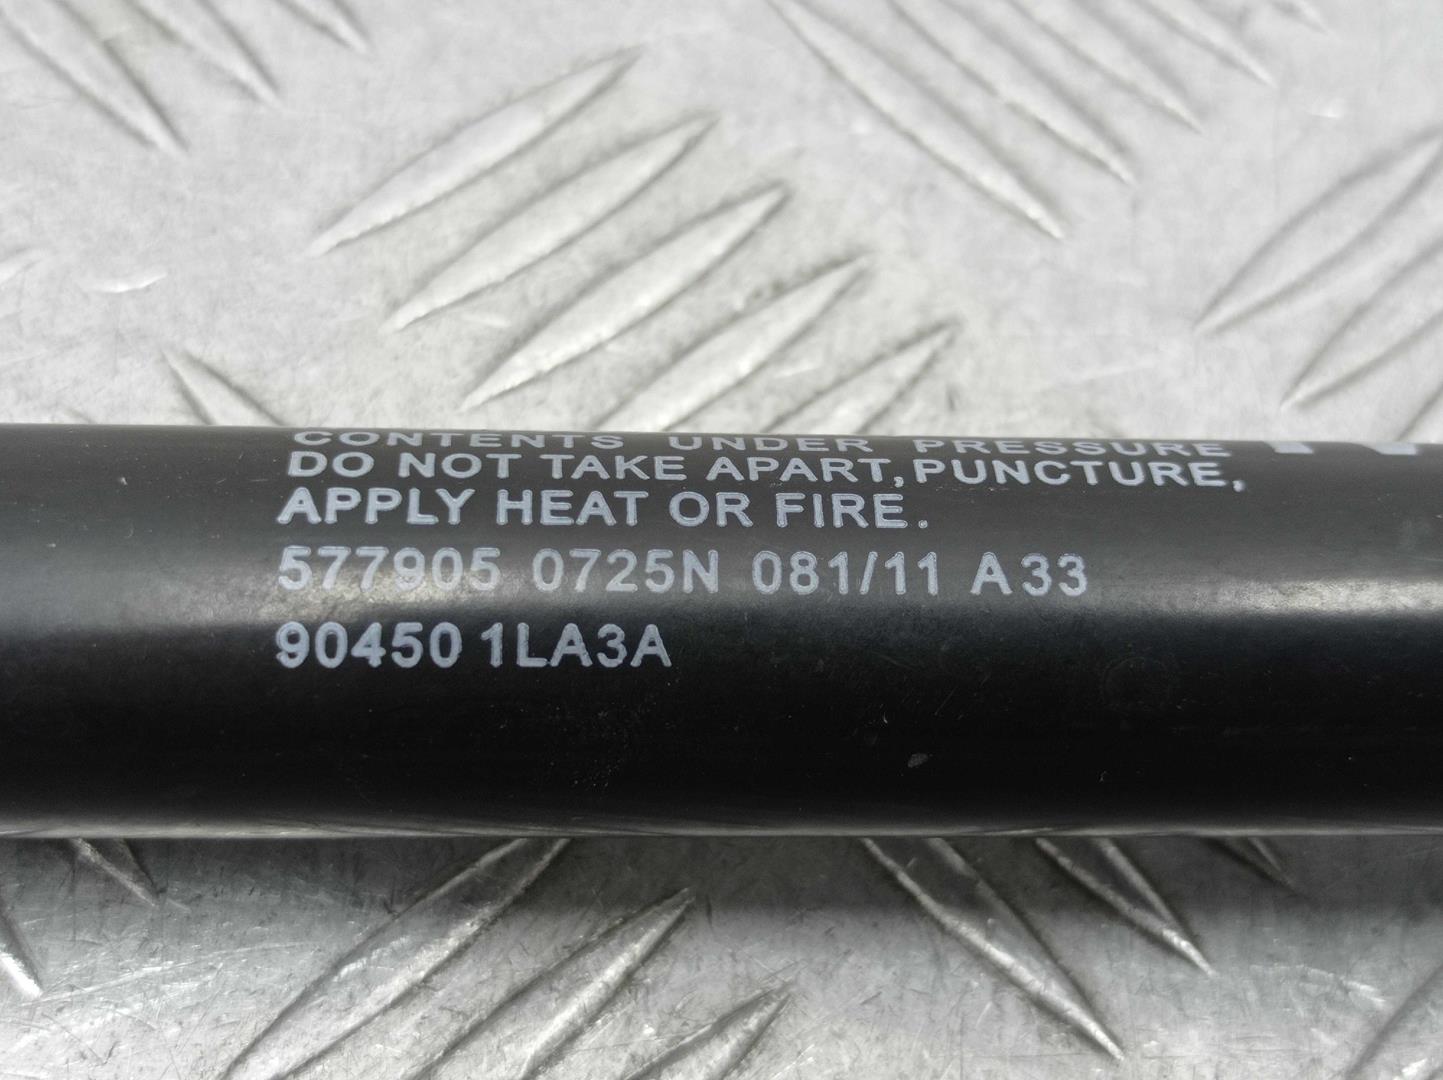 CONTENTS UNDER PRESSURE
DO NOT TAKE APART, PUNCTURE,
APPLY HEAT OR FIRE.
577905 0725N 081/11 A33
90450 1LA3A